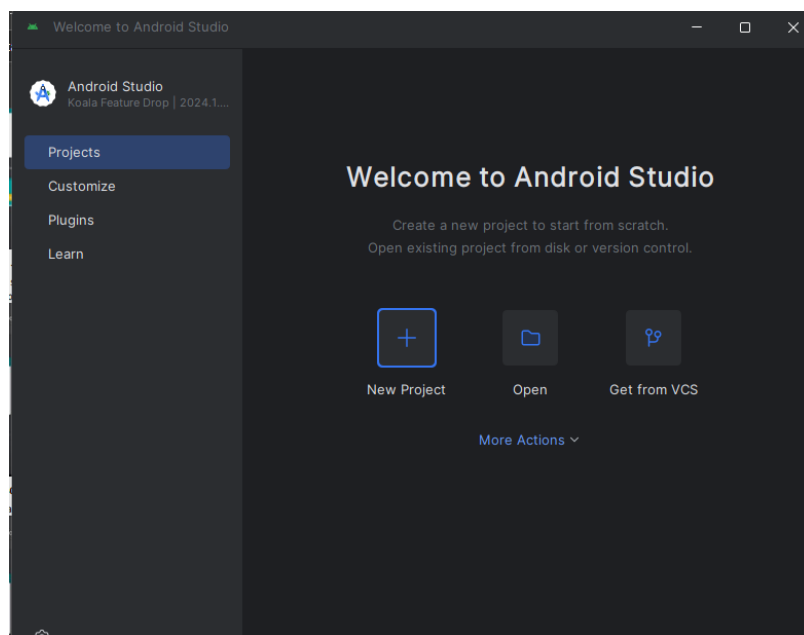 Welcome to Android Studio
Android Studio
Koala Feature Drop | 2024.1....
Projects
Customize
Plugins
Learn
Welcome to Android Studio
Create a new project to start from scratch.
Open existing project from disk or version control.
New Project
Open
Get from VCS
More Actions